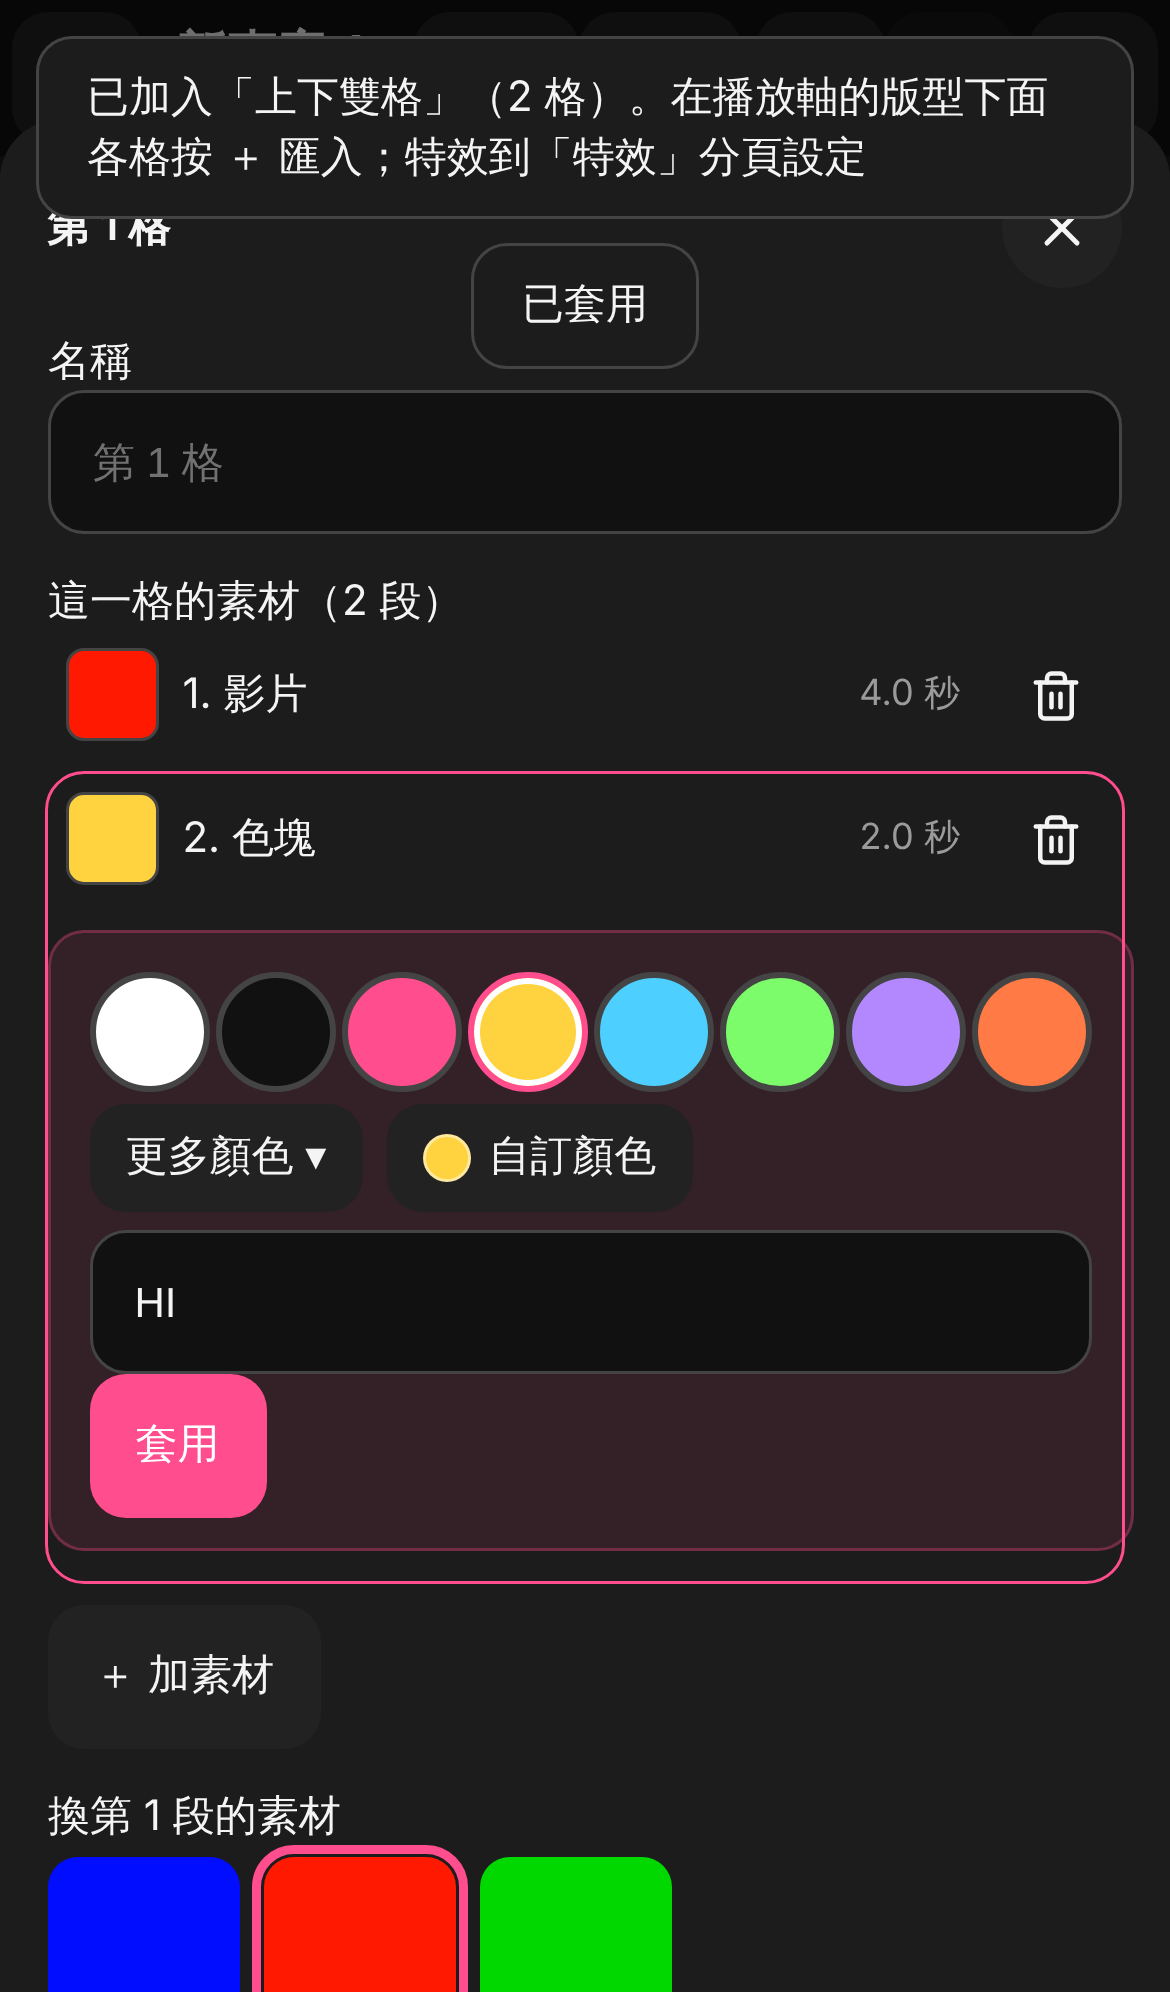 已加入「上下雙格」（2 格）。在播放軸的版型下面
各格按 ＋ 匯入；特效到「特效」分頁設定
第 1 格
已套用
名稱
第 1 格
這一格的素材（2 段）
1. 影片
4.0 秒
2. 色塊
2.0 秒
更多顏色 ▾
自訂顏色
HI
套用
＋ 加素材
換第 1 段的素材